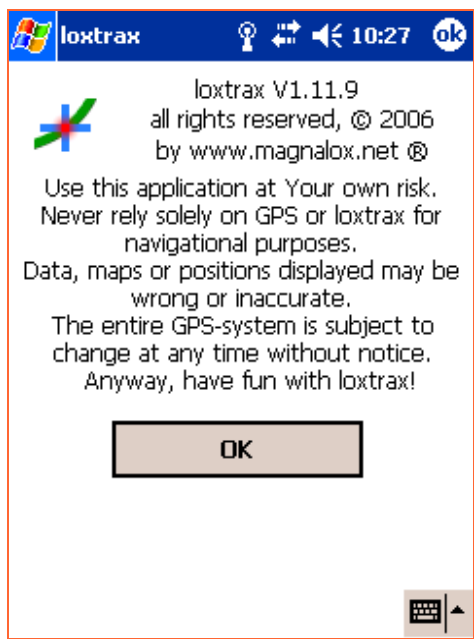 loxtrax 10:27 ok
loxtrax V1.11.9
all rights reserved, © 2006
by www.magnalox.net ®
Use this application at Your own risk.
Never rely solely on GPS or loxtrax for
navigational purposes.
Data, maps or positions displayed may be
wrong or inaccurate.
The entire GPS-system is subject to
change at any time without notice.
Anyway, have fun with loxtrax!
OK